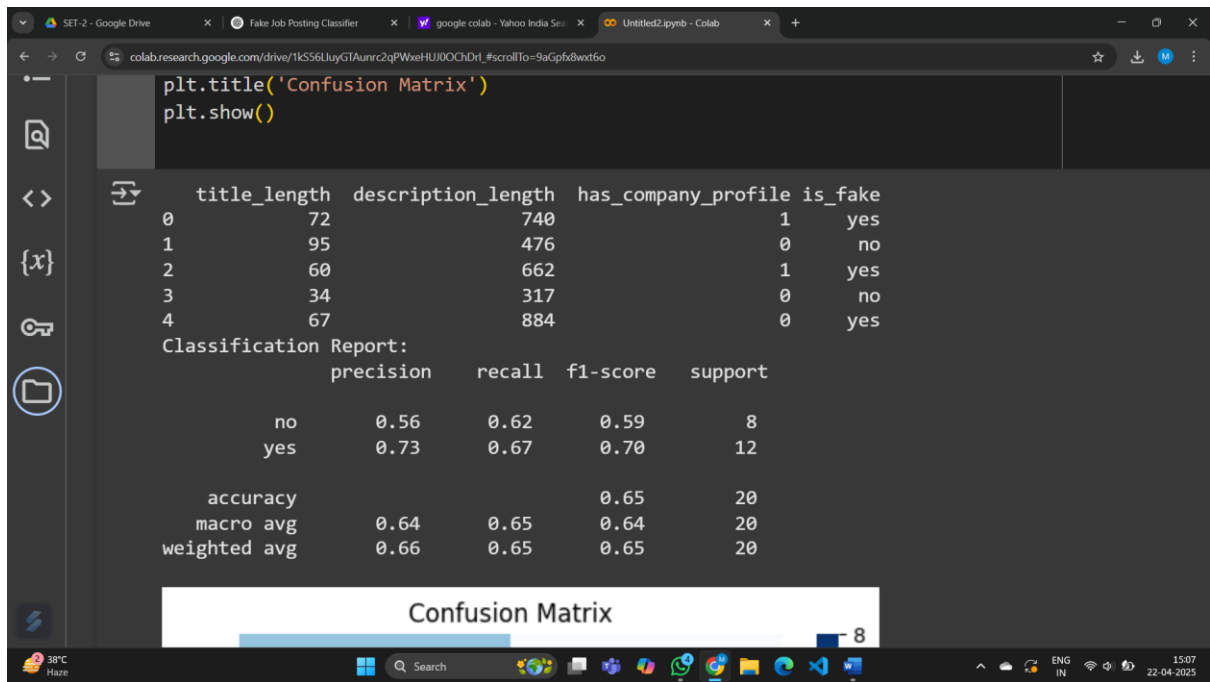 SET-2 - Google Drive
Fake Job Posting Classifier
google colab - Yahoo India Sea
Untitled2.ipynb - Colab
colab.research.google.com/drive/1kS56LluyGTAunrc2qPWxeHUJ0OChDrl_#scrollTo=9aGpfx8wxt6o
M
plt.title('Confusion Matrix')
plt.show()
title_length description_length has_company_profile is_fake
0 72 740 1 yes
1 95 476 0 no
2 60 662 1 yes
3 34 317 0 no
4 67 884 0 yes
Classification Report:
precision recall f1-score support
no 0.56 0.62 0.59 8
yes 0.73 0.67 0.70 12
accuracy 0.65 20
macro avg 0.64 0.65 0.64 20
weighted avg 0.66 0.65 0.65 20
Confusion Matrix
8
2
38°C
Haze
Search
4
ENG
IN
15:07
22-04-2025